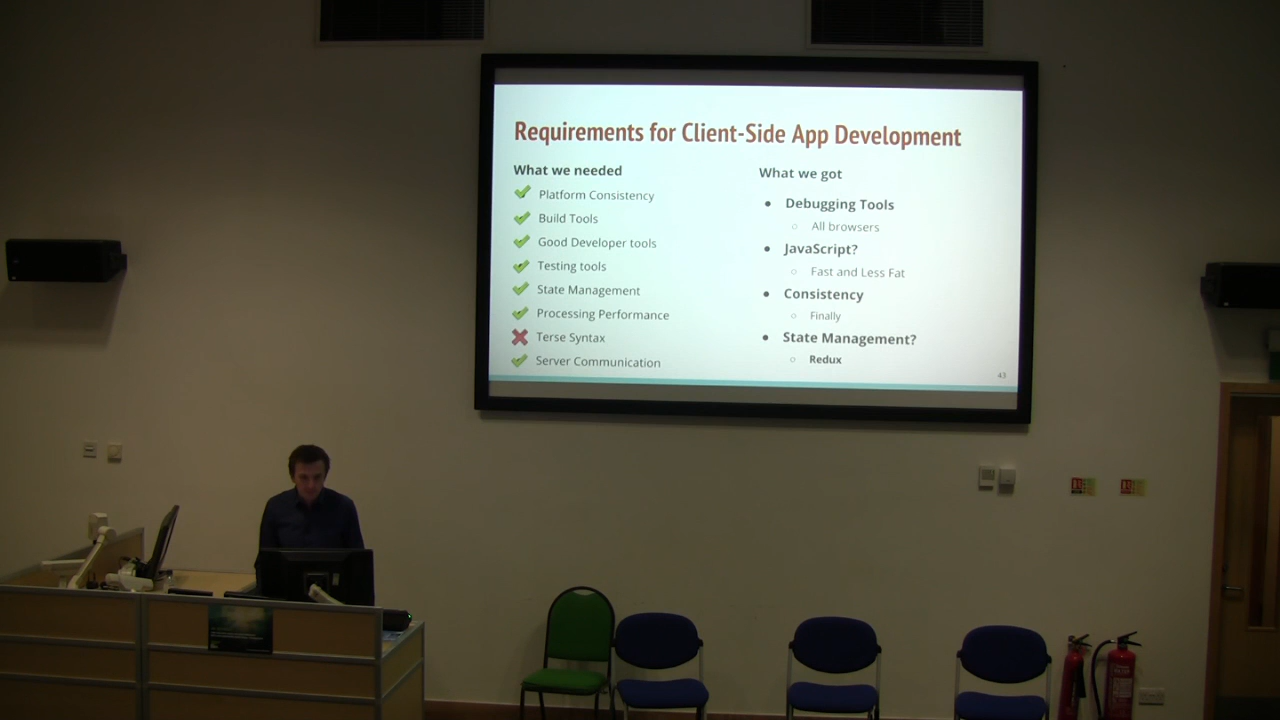 Requirements for Client-Side App Development
What we needed
Platform Consistency
Build Tools
Good Developer tools
Testing tools
State Management
Processing Performance
Terse Syntax
Server Communication
What we got
Debugging Tools
All browsers
JavaScript?
Fast and Less Fat
Consistency
Finally
State Management?
Redux
43